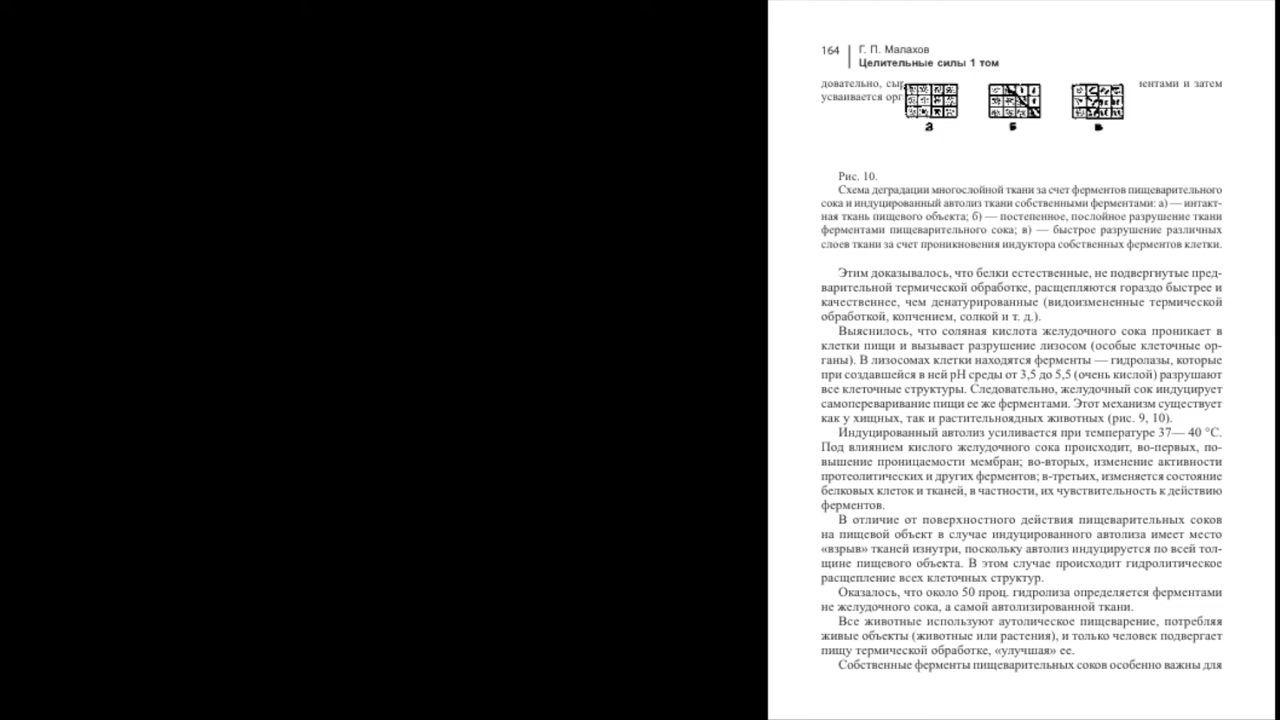 164
Г. П. Малахов
Целительные силы 1 том
довательно, сыр ментами и затем
усваивается орг
а б в
Рис. 10.
Схема деградации многослойной ткани за счет ферментов пищеварительного
сока и индуцированный автолиз ткани собственными ферментами: а) — интакт-
ная ткань пищевого объекта; б) — постепенное, послойное разрушение ткани
ферментами пищеварительного сока; в) — быстрое разрушение различных
слоев ткани за счет проникновения индуктора собственных ферментов клетки.
Этим доказывалось, что белки естественные, не подвергнутые пред-
варительной термической обработке, расщепляются гораздо быстрее и
качественнее, чем денатурированные (видоизмененные термической
обработкой, копчением, солкой и т. д.).
Выяснилось, что соляная кислота желудочного сока проникает в
клетки пищи и вызывает разрушение лизосом (особые клеточные ор-
ганы). В лизосомах клетки находятся ферменты — гидролазы, которые
при создавшейся в ней pH среды от 3,5 до 5,5 (очень кислой) разрушают
все клеточные структуры. Следовательно, желудочный сок индуцирует
самопереваривание пищи ее же ферментами. Этот механизм существует
как у хищных, так и растительноядных животных (рис. 9, 10).
Индуцированный автолиз усиливается при температуре 37— 40 °C.
Под влиянием кислого желудочного сока происходит, во-первых, по-
вышение проницаемости мембран; во-вторых, изменение активности
протеолитических и других ферментов; в-третьих, изменяется состояние
белковых клеток и тканей, в частности, их чувствительность к действию
ферментов.
В отличие от поверхностного действия пищеварительных соков
на пищевой объект в случае индуцированного автолиза имеет место
«взрыв» тканей изнутри, поскольку автолиз индуцируется по всей тол-
щине пищевого объекта. В этом случае происходит гидролитическое
расщепление всех клеточных структур.
Оказалось, что около 50 проц. гидролиза определяется ферментами
не желудочного сока, а самой автолизированной ткани.
Все животные используют аутолическое пищеварение, потребляя
живые объекты (животные или растения), и только человек подвергает
пищу термической обработке, «улучшая» ее.
Собственные ферменты пищеварительных соков особенно важны для